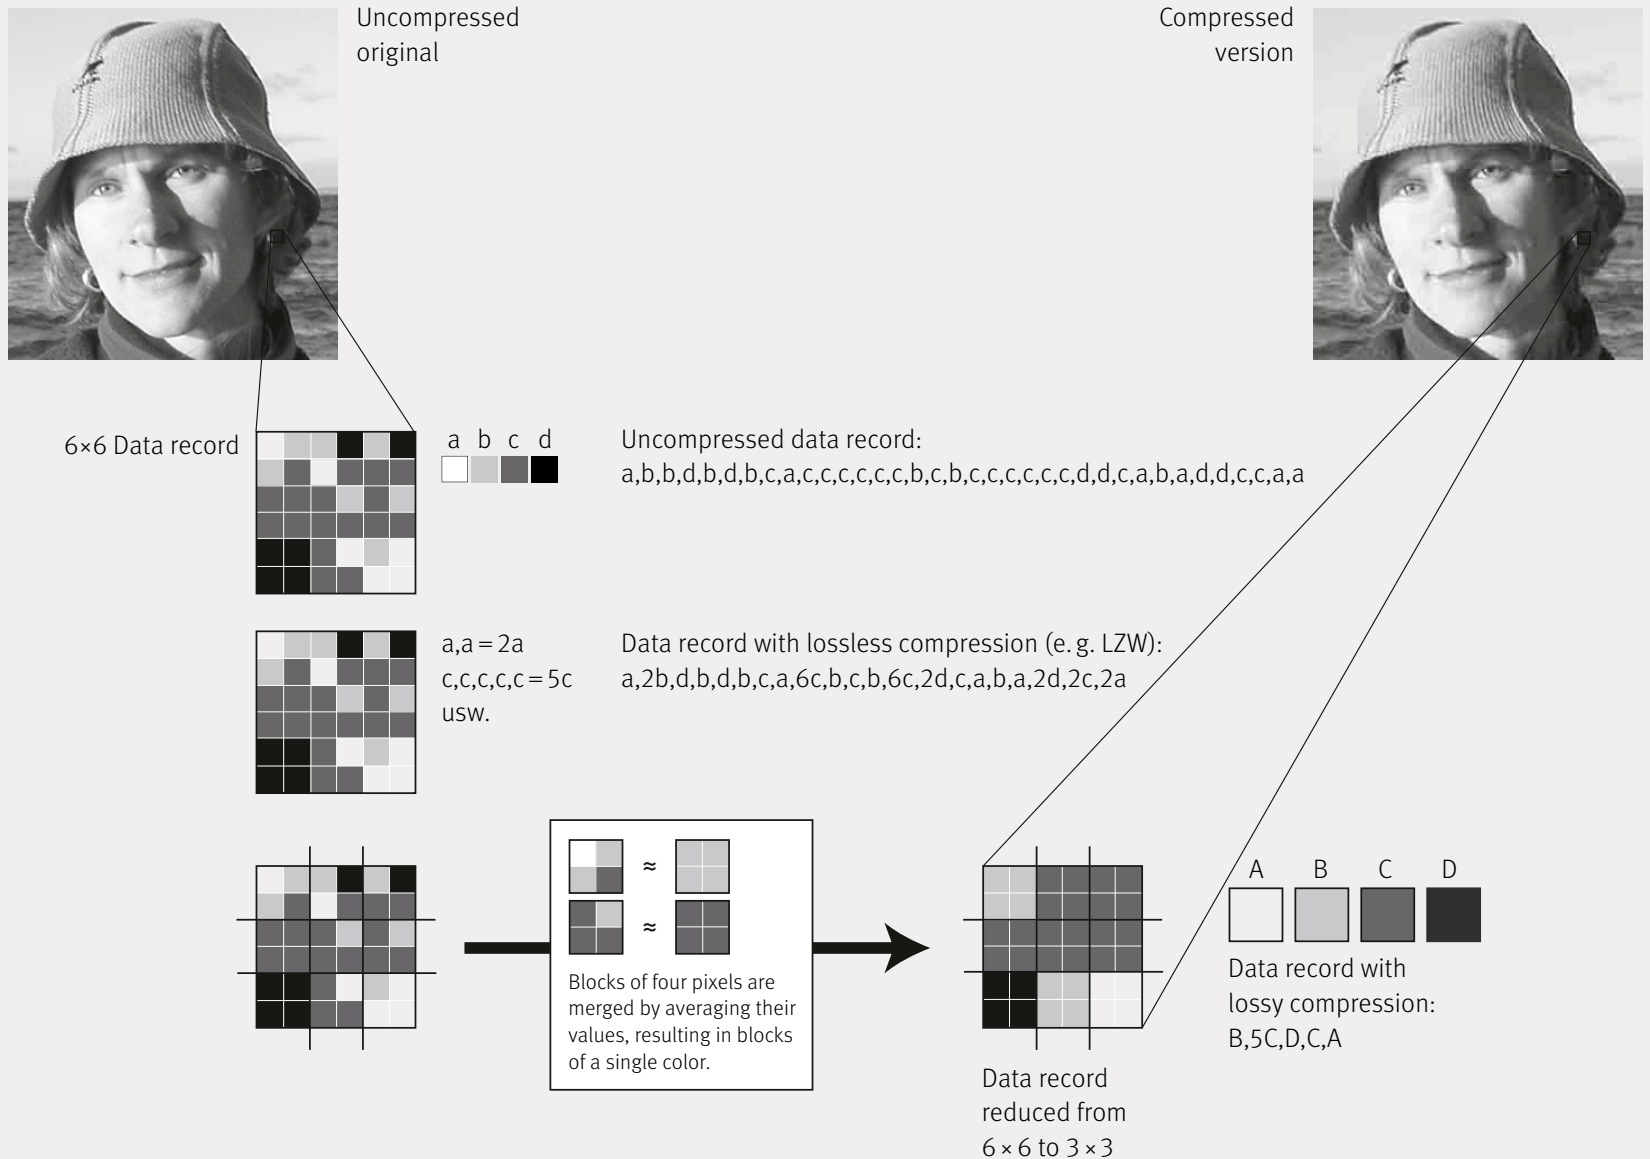 Uncompressed
original
Compressed
version
6×6 Data record
a b c d
Uncompressed data record:
a,b,b,d,b,d,b,c,a,c,c,c,c,c,c,b,c,b,c,c,c,c,c,c,d,d,c,a,b,a,d,d,c,c,a,a
a,a = 2a
c,c,c,c,c = 5c
usw.
Data record with lossless compression (e. g. LZW):
a,2b,d,b,d,b,c,a,6c,b,c,b,6c,2d,c,a,b,a,2d,2c,2a
≈
≈
Blocks of four pixels are
merged by averaging their
values, resulting in blocks
of a single color.
Data record
reduced from
6 × 6 to 3 × 3
A B C D
Data record with
lossy compression:
B,5C,D,C,A